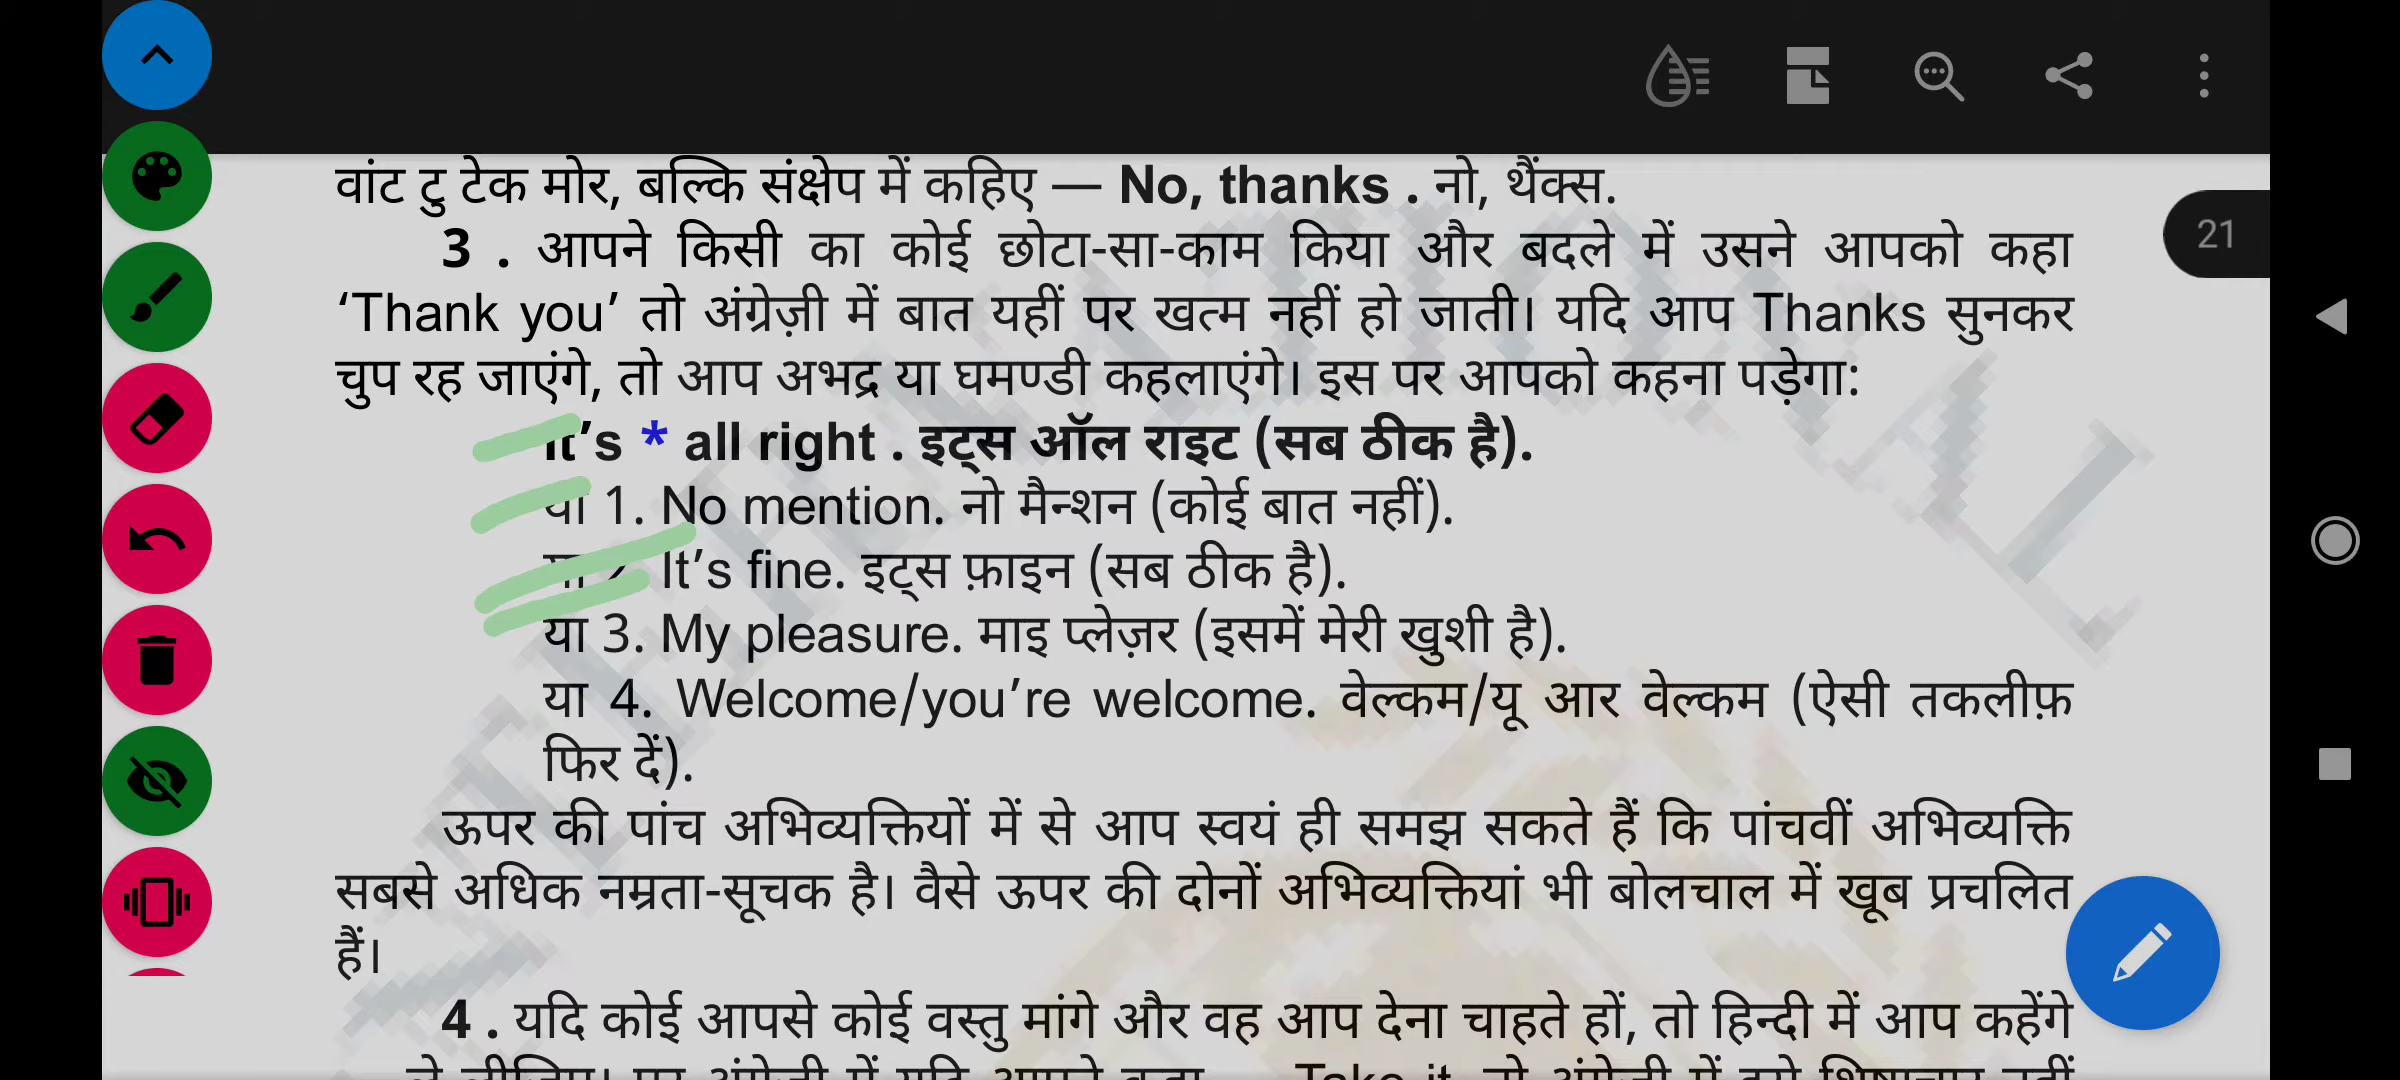 वांट टु टेक मोर, बल्कि संक्षेप में कहिए — No, thanks . नो, थैंक्स.
21
3 . आपने किसी का कोई छोटा-सा-काम किया और बदले में उसने आपको कहा
‘Thank you’ तो अंग्रेज़ी में बात यहीं पर खत्म नहीं हो जाती। यदि आप Thanks सुनकर
चुप रह जाएंगे, तो आप अभद्र या घमण्डी कहलाएंगे। इस पर आपको कहना पड़ेगा:
It’s * all right . इट्स ऑल राइट (सब ठीक है).
या 1. No mention. नो मैन्शन (कोई बात नहीं).
या 2. It’s fine. इट्स फ़ाइन (सब ठीक है).
या 3. My pleasure. माइ प्लेज़र (इसमें मेरी खुशी है).
या 4. Welcome/you’re welcome. वेल्कम/यू आर वेल्कम (ऐसी तकलीफ़
फिर दें).
ऊपर की पांच अभिव्यक्तियों में से आप स्वयं ही समझ सकते हैं कि पांचवीं अभिव्यक्ति
सबसे अधिक नम्रता-सूचक है। वैसे ऊपर की दोनों अभिव्यक्तियां भी बोलचाल में खूब प्रचलित
हैं।
4 . यदि कोई आपसे कोई वस्तु मांगे और वह आप देना चाहते हों, तो हिन्दी में आप कहेंगे
Take it